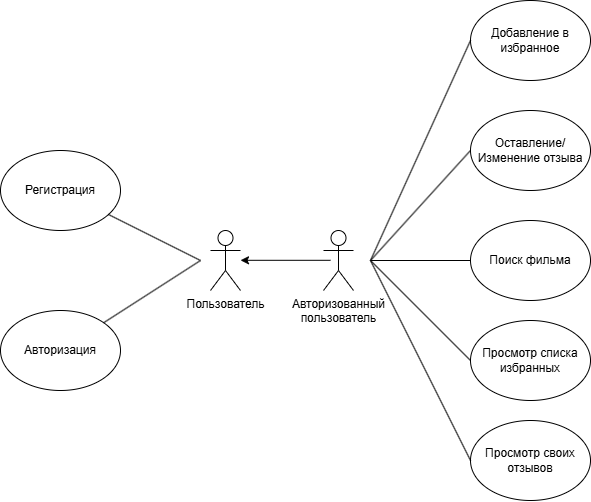 Добавление в
избранное
Оставление/
Изменение отзыва
Регистрация
Поиск фильма
Пользователь
Авторизованный
пользователь
Авторизация
Просмотр списка
избранных
Просмотр своих
отзывов